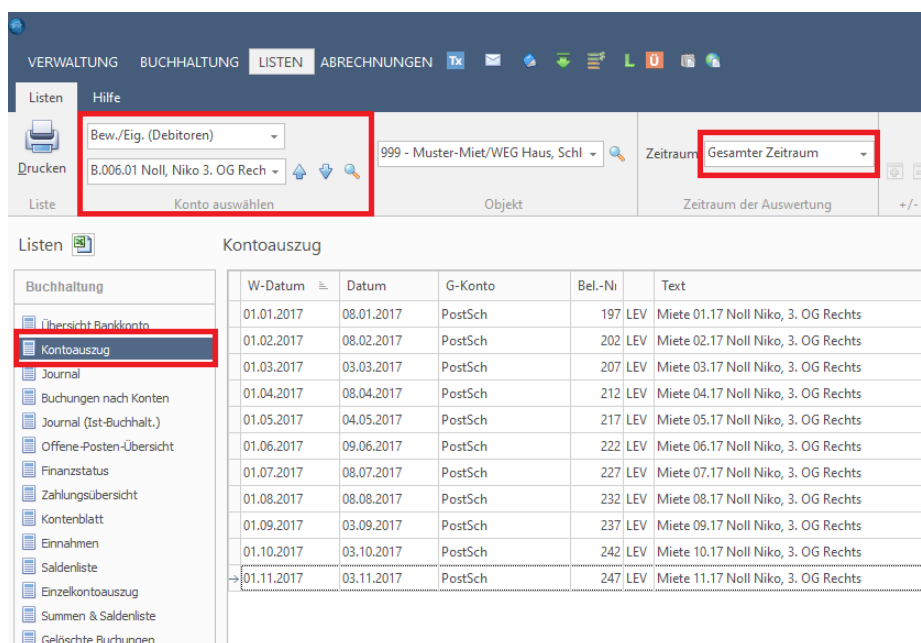 VERWALTUNG BUCHHALTUNG LISTEN ABRECHNUNGEN Tx L Ü
Listen Hilfe
Drucken
Bew./Eig. (Debitoren)
B.006.01 Noll, Niko 3. OG Rech
999 - Muster-Miet/WEG Haus, Schl
Zeitraum Gesamter Zeitraum
Liste Konto auswählen Objekt Zeitraum der Auswertung +/-
Listen Kontoauszug
Buchhaltung
Übersicht Bankkonto
Kontoauszug
Journal
Buchungen nach Konten
Journal (Ist-Buchhalt.)
Offene-Posten-Übersicht
Finanzstatus
Zahlungsübersicht
Kontenblatt
Einnahmen
Saldenliste
Einzelkontoauszug
Summen & Saldenliste
Gelöschte Buchungen
W-Datum Datum G-Konto Bel.-Nr Text
01.01.2017 08.01.2017 PostSch 197 LEV Miete 01.17 Noll Niko, 3. OG Rechts
01.02.2017 08.02.2017 PostSch 202 LEV Miete 02.17 Noll Niko, 3. OG Rechts
01.03.2017 03.03.2017 PostSch 207 LEV Miete 03.17 Noll Niko, 3. OG Rechts
01.04.2017 08.04.2017 PostSch 212 LEV Miete 04.17 Noll Niko, 3. OG Rechts
01.05.2017 04.05.2017 PostSch 217 LEV Miete 05.17 Noll Niko, 3. OG Rechts
01.06.2017 09.06.2017 PostSch 222 LEV Miete 06.17 Noll Niko, 3. OG Rechts
01.07.2017 08.07.2017 PostSch 227 LEV Miete 07.17 Noll Niko, 3. OG Rechts
01.08.2017 08.08.2017 PostSch 232 LEV Miete 08.17 Noll Niko, 3. OG Rechts
01.09.2017 03.09.2017 PostSch 237 LEV Miete 09.17 Noll Niko, 3. OG Rechts
01.10.2017 03.10.2017 PostSch 242 LEV Miete 10.17 Noll Niko, 3. OG Rechts
01.11.2017 03.11.2017 PostSch 247 LEV Miete 11.17 Noll Niko, 3. OG Rechts